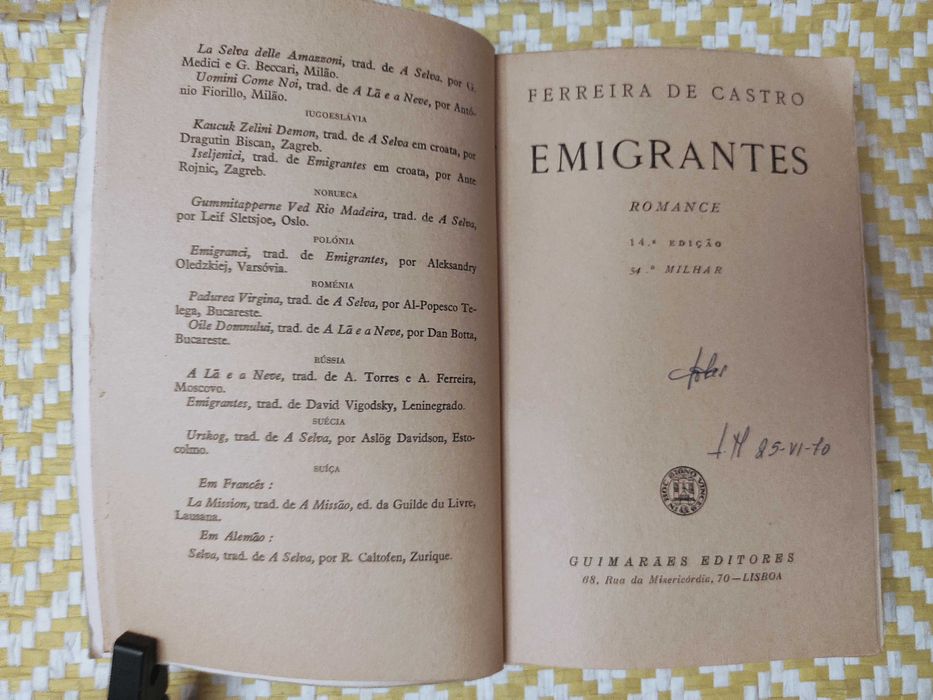 La Selva delle Amazzoni, trad. de A Selva, por G.
Medici e G. Beccari, Milão.
Uomini Come Noi, trad. de A Lã e a Neve, por Antó-
nio Fiorillo, Milão.
IUGOESLÁVIA
Kaucuk Zelini Demon, trad. de A Selva em croata, por
Dragutin Biscan, Zagreb.
Iseljenici, trad. de Emigrantes em croata, por Ante
Rojnic, Zagreb.
NORUEGA
Gummitapperne Ved Rio Madeira, trad. de A Selva,
por Leif Sletsjoe, Oslo.
POLÓNIA
Emigranci, trad. de Emigrantes, por Aleksandry
Oledzkiej, Varsóvia.
ROMÉNIA
Padurea Virgina, trad. de A Selva, por Al-Popesco Te-
lega, Bucareste.
Oile Domnului, trad. de A Lã e a Neve, por Dan Botta,
Bucareste.
RÚSSIA
A Lã e a Neve, trad. de A. Torres e A. Ferreira,
Moscovo.
Emigrantes, trad. de David Vigodsky, Leninegrado.
SUÉCIA
Urskog, trad. de A Selva, por Aslög Davidson, Esto-
colmo.
SUÍÇA
Em Francês :
La Mission, trad. de A Missão, ed. da Guilde du Livre,
Lausana.
Em Alemão :
Selva, trad. de A Selva, por R. Caltofen, Zurique.
FERREIRA DE CASTRO
EMIGRANTES
ROMANCE
14.ª EDIÇÃO
54.º MILHAR
25-VI-70
IN HOC SIGNO VINCES
GUIMARÃES EDITORES
68, Rua da Misericórdia, 70 — LISBOA